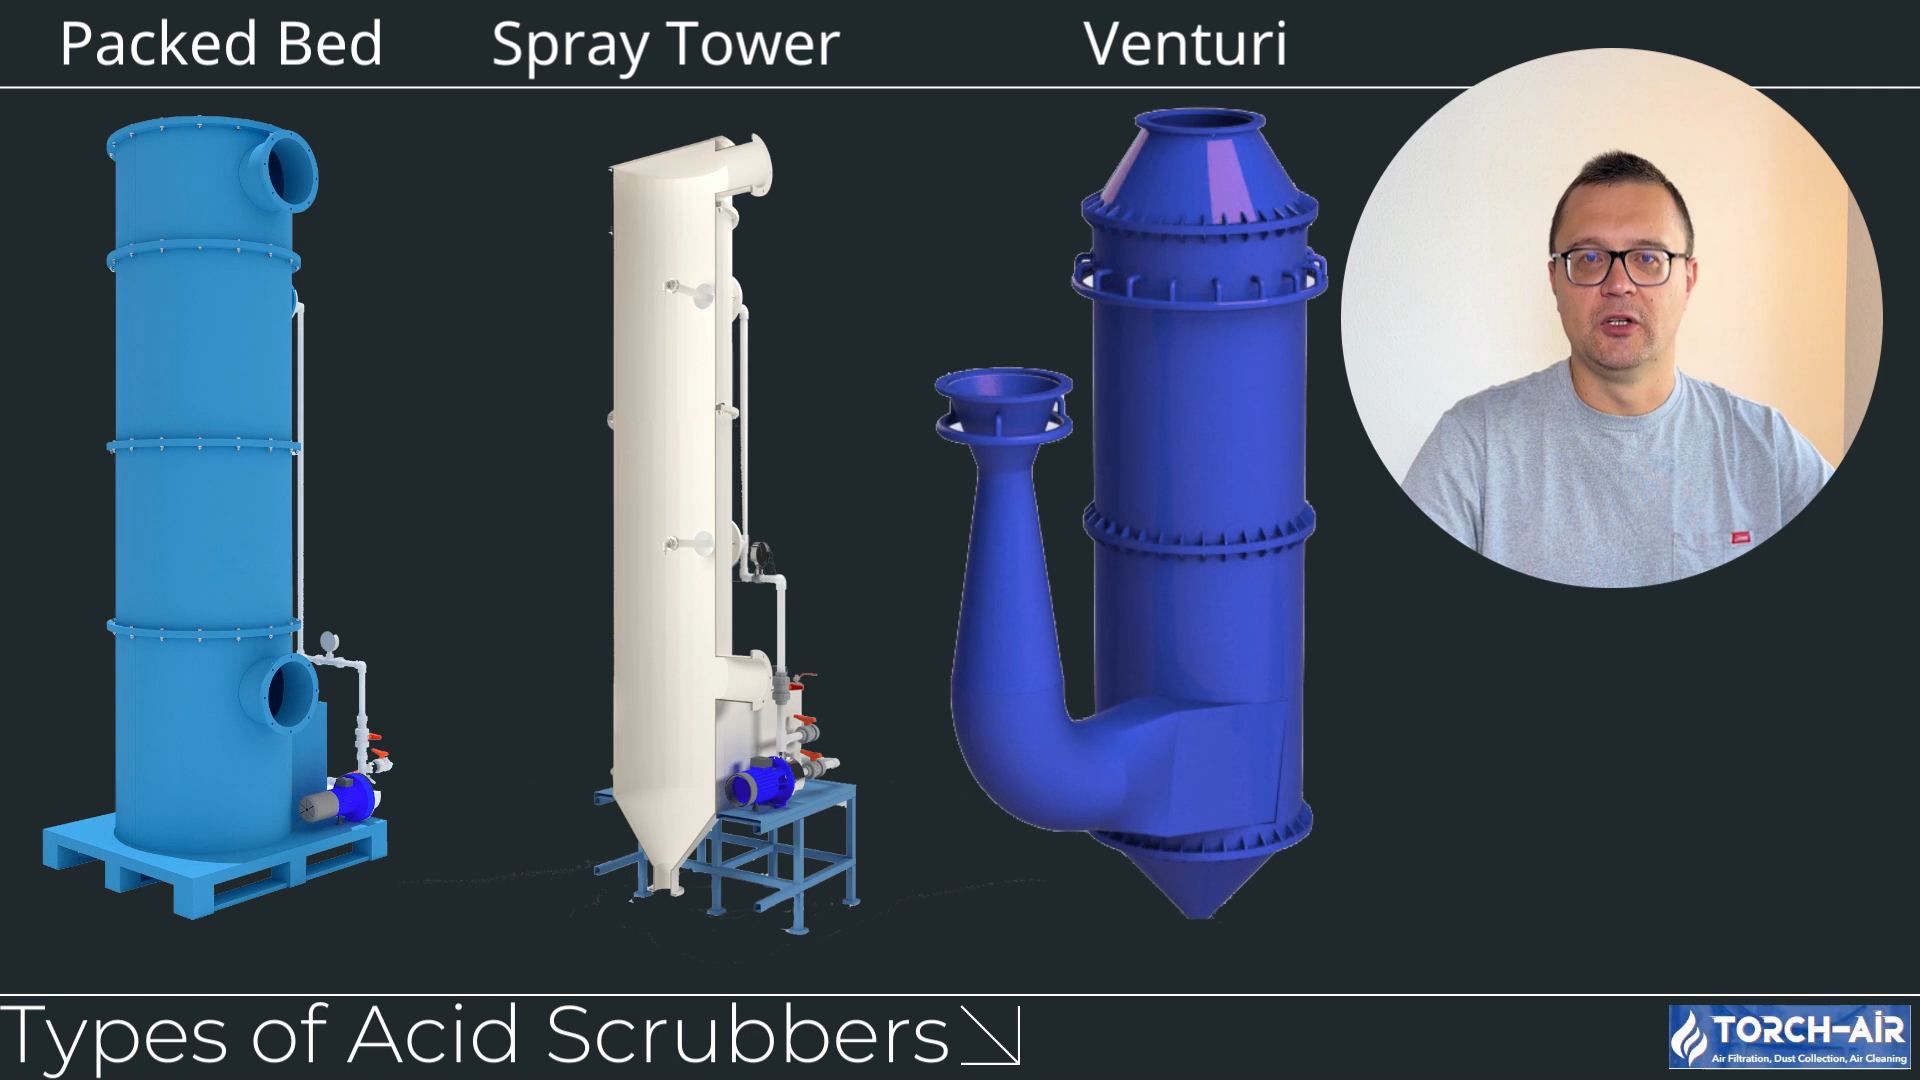 Packed Bed
Spray Tower
Venturi
Types of Acid Scrubbers
TORCH-AIR
Air Filtration, Dust Collection, Air Cleaning